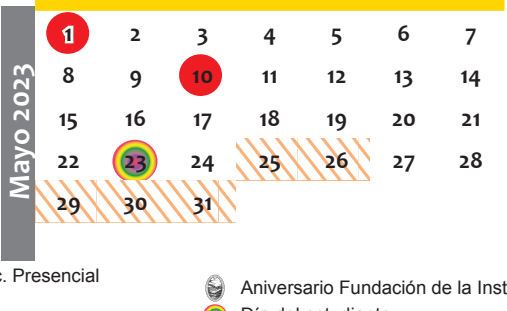 Mayo 2023
1 2 3 4 5 6 7
8 9 10 11 12 13 14
15 16 17 18 19 20 21
22 23 24 25 26 27 28
29 30 31
c. Presencial
Aniversario Fundación de la Inst